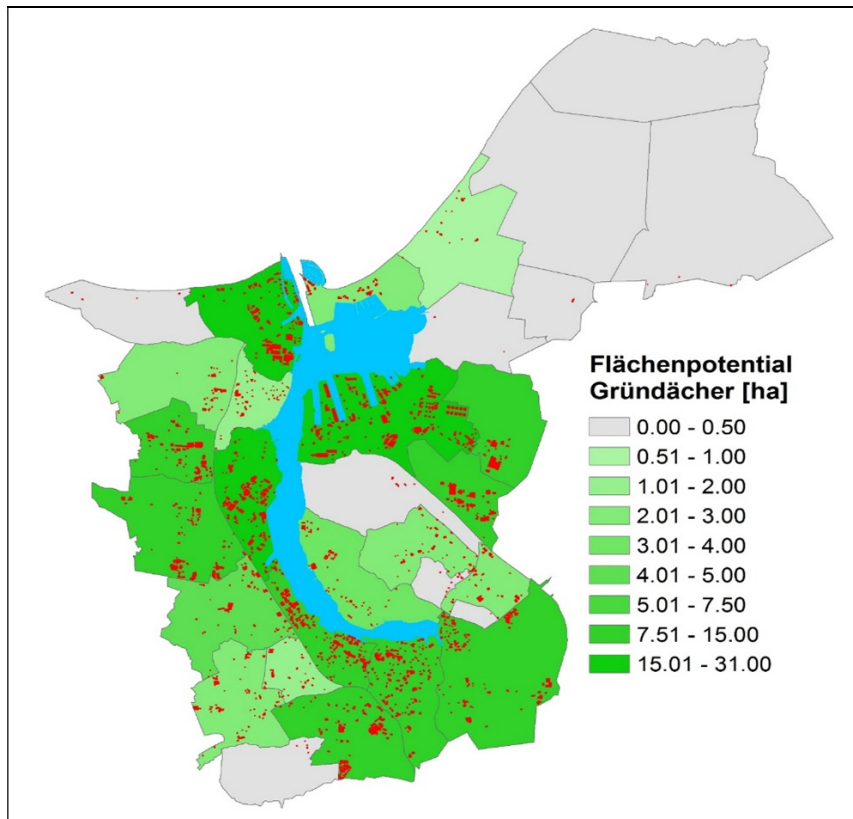 Flächenpotential
Gründächer [ha]
0.00 - 0.50
0.51 - 1.00
1.01 - 2.00
2.01 - 3.00
3.01 - 4.00
4.01 - 5.00
5.01 - 7.50
7.51 - 15.00
15.01 - 31.00